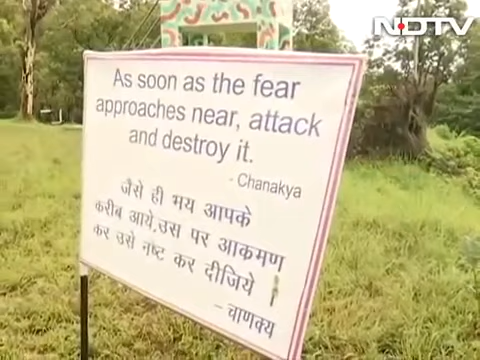 NDTV
As soon as the fear
approaches near, attack
and destroy it.
- Chanakya
जैसे ही भय आपके
करीब आये, उस पर आक्रमण
कर उसे नष्ट कर दीजिये ।
- चाणक्य